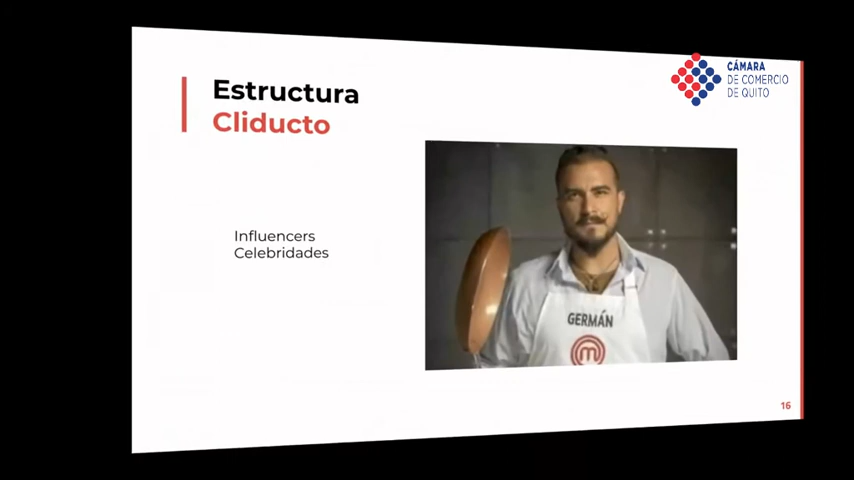 Estructura
Cliducto
CÁMARA
DE COMERCIO
DE QUITO
Influencers
Celebridades
GERMÁN
16